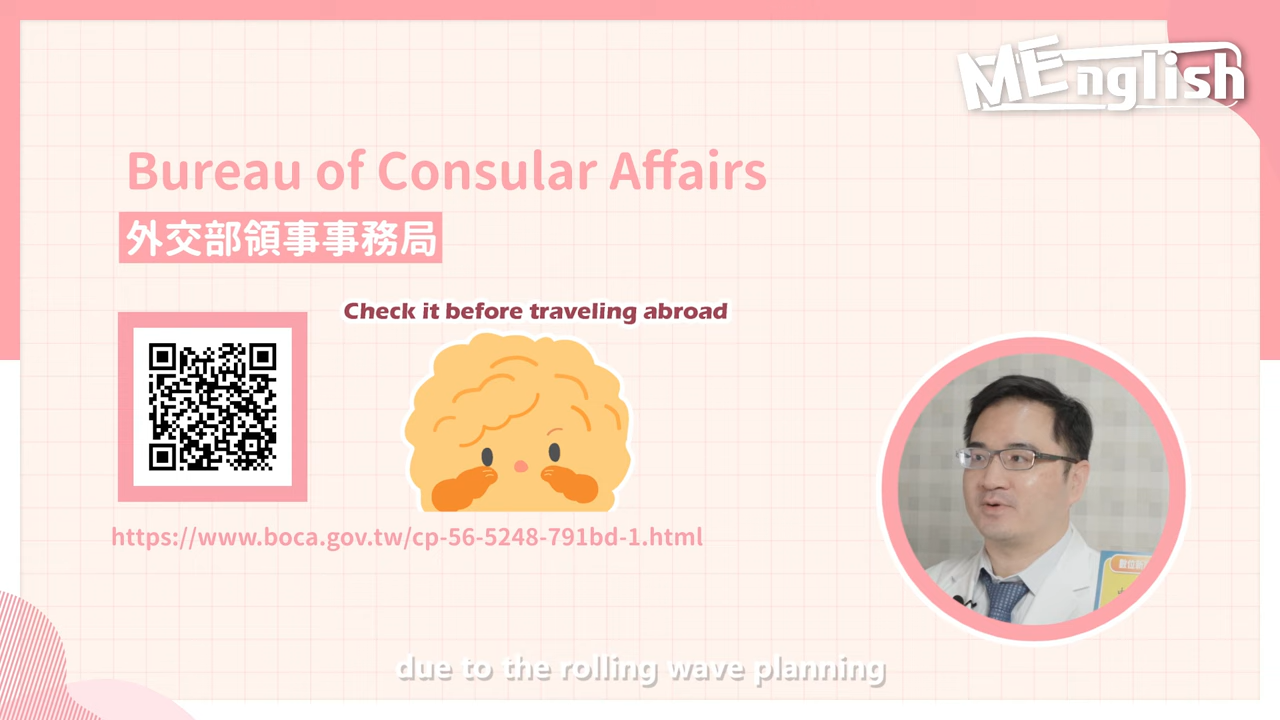 MEnglish
Bureau of Consular Affairs
外交部領事事務局
Check it before traveling abroad
https://www.boca.gov.tw/cp-56-5248-791bd-1.html
due to the rolling wave planning